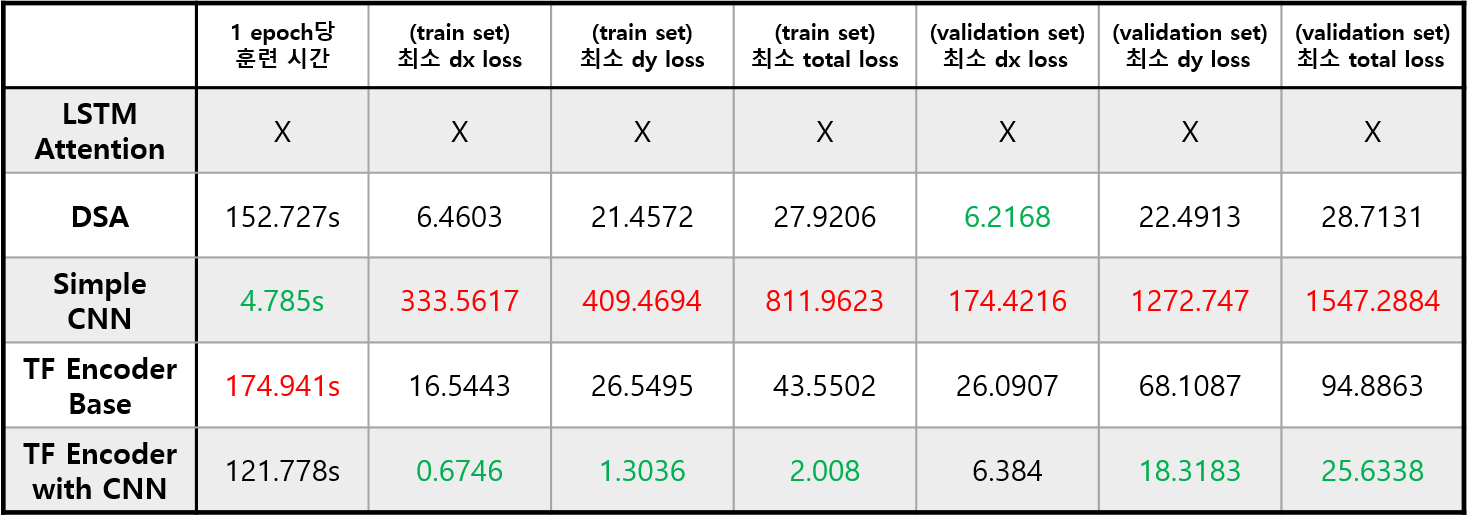 1 epoch당 훈련 시간 (train set) 최소 dx loss (train set) 최소 dy loss (train set) 최소 total loss (validation set) 최소 dx loss (validation set) 최소 dy loss (validation set) 최소 total loss
LSTM Attention X X X X X X X
DSA 152.727s 6.4603 21.4572 27.9206 6.2168 22.4913 28.7131
Simple CNN 4.785s 333.5617 409.4694 811.9623 174.4216 1272.747 1547.2884
TF Encoder Base 174.941s 16.5443 26.5495 43.5502 26.0907 68.1087 94.8863
TF Encoder with CNN 121.778s 0.6746 1.3036 2.008 6.384 18.3183 25.6338